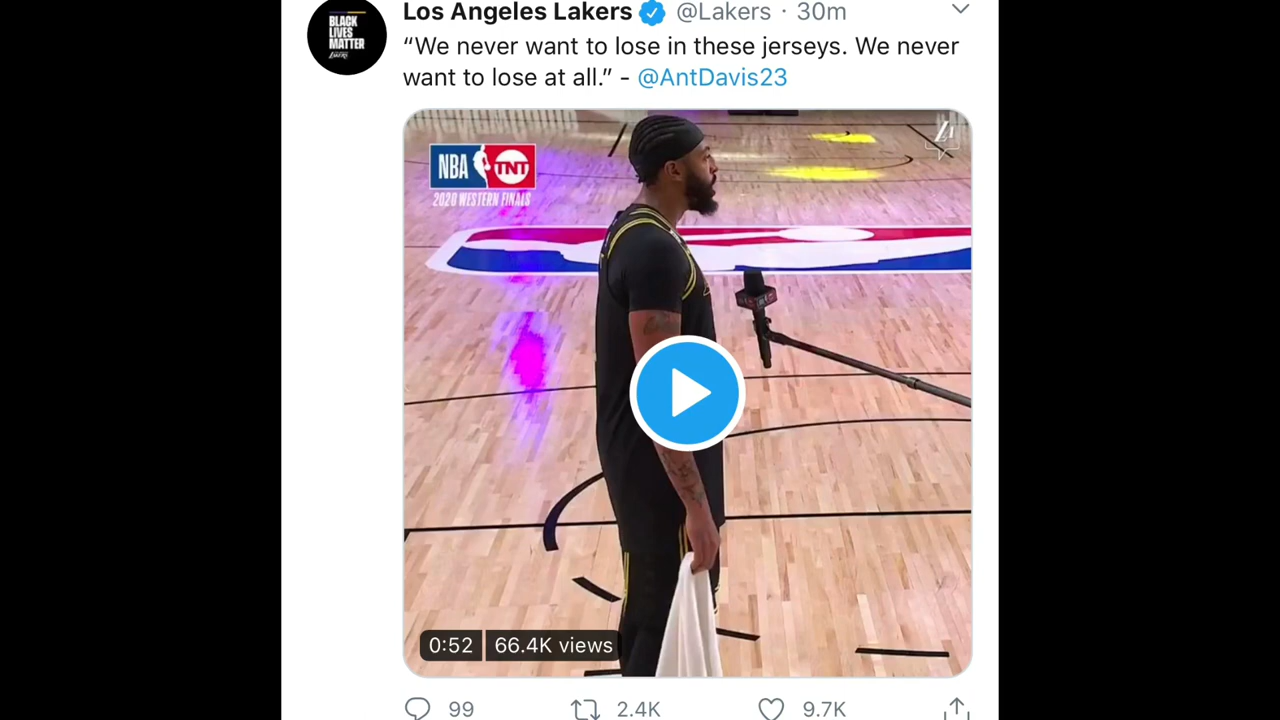 BLACK
LIVES
MATTER
Los Angeles Lakers @Lakers · 30m
“We never want to lose in these jerseys. We never
want to lose at all.” - @AntDavis23
NBA TNT
2020 WESTERN FINALS
0:52 66.4K views
99 2.4K 9.7K